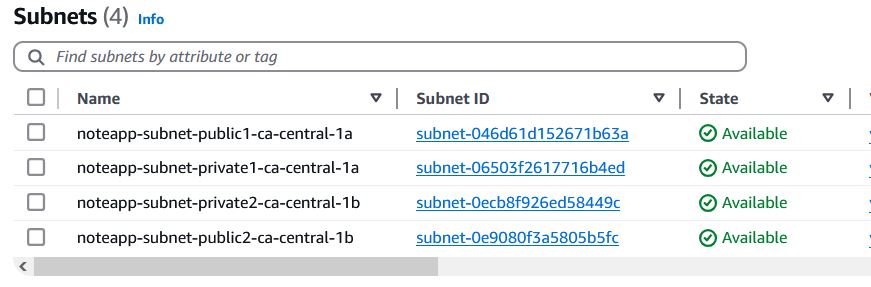 Subnets (4) Info
Find subnets by attribute or tag
Name Subnet ID State
noteapp-subnet-public1-ca-central-1a subnet-046d61d152671b63a Available
noteapp-subnet-private1-ca-central-1a subnet-06503f2617716b4ed Available
noteapp-subnet-private2-ca-central-1b subnet-0ecb8f926ed58449c Available
noteapp-subnet-public2-ca-central-1b subnet-0e9080f3a5805b5fc Available